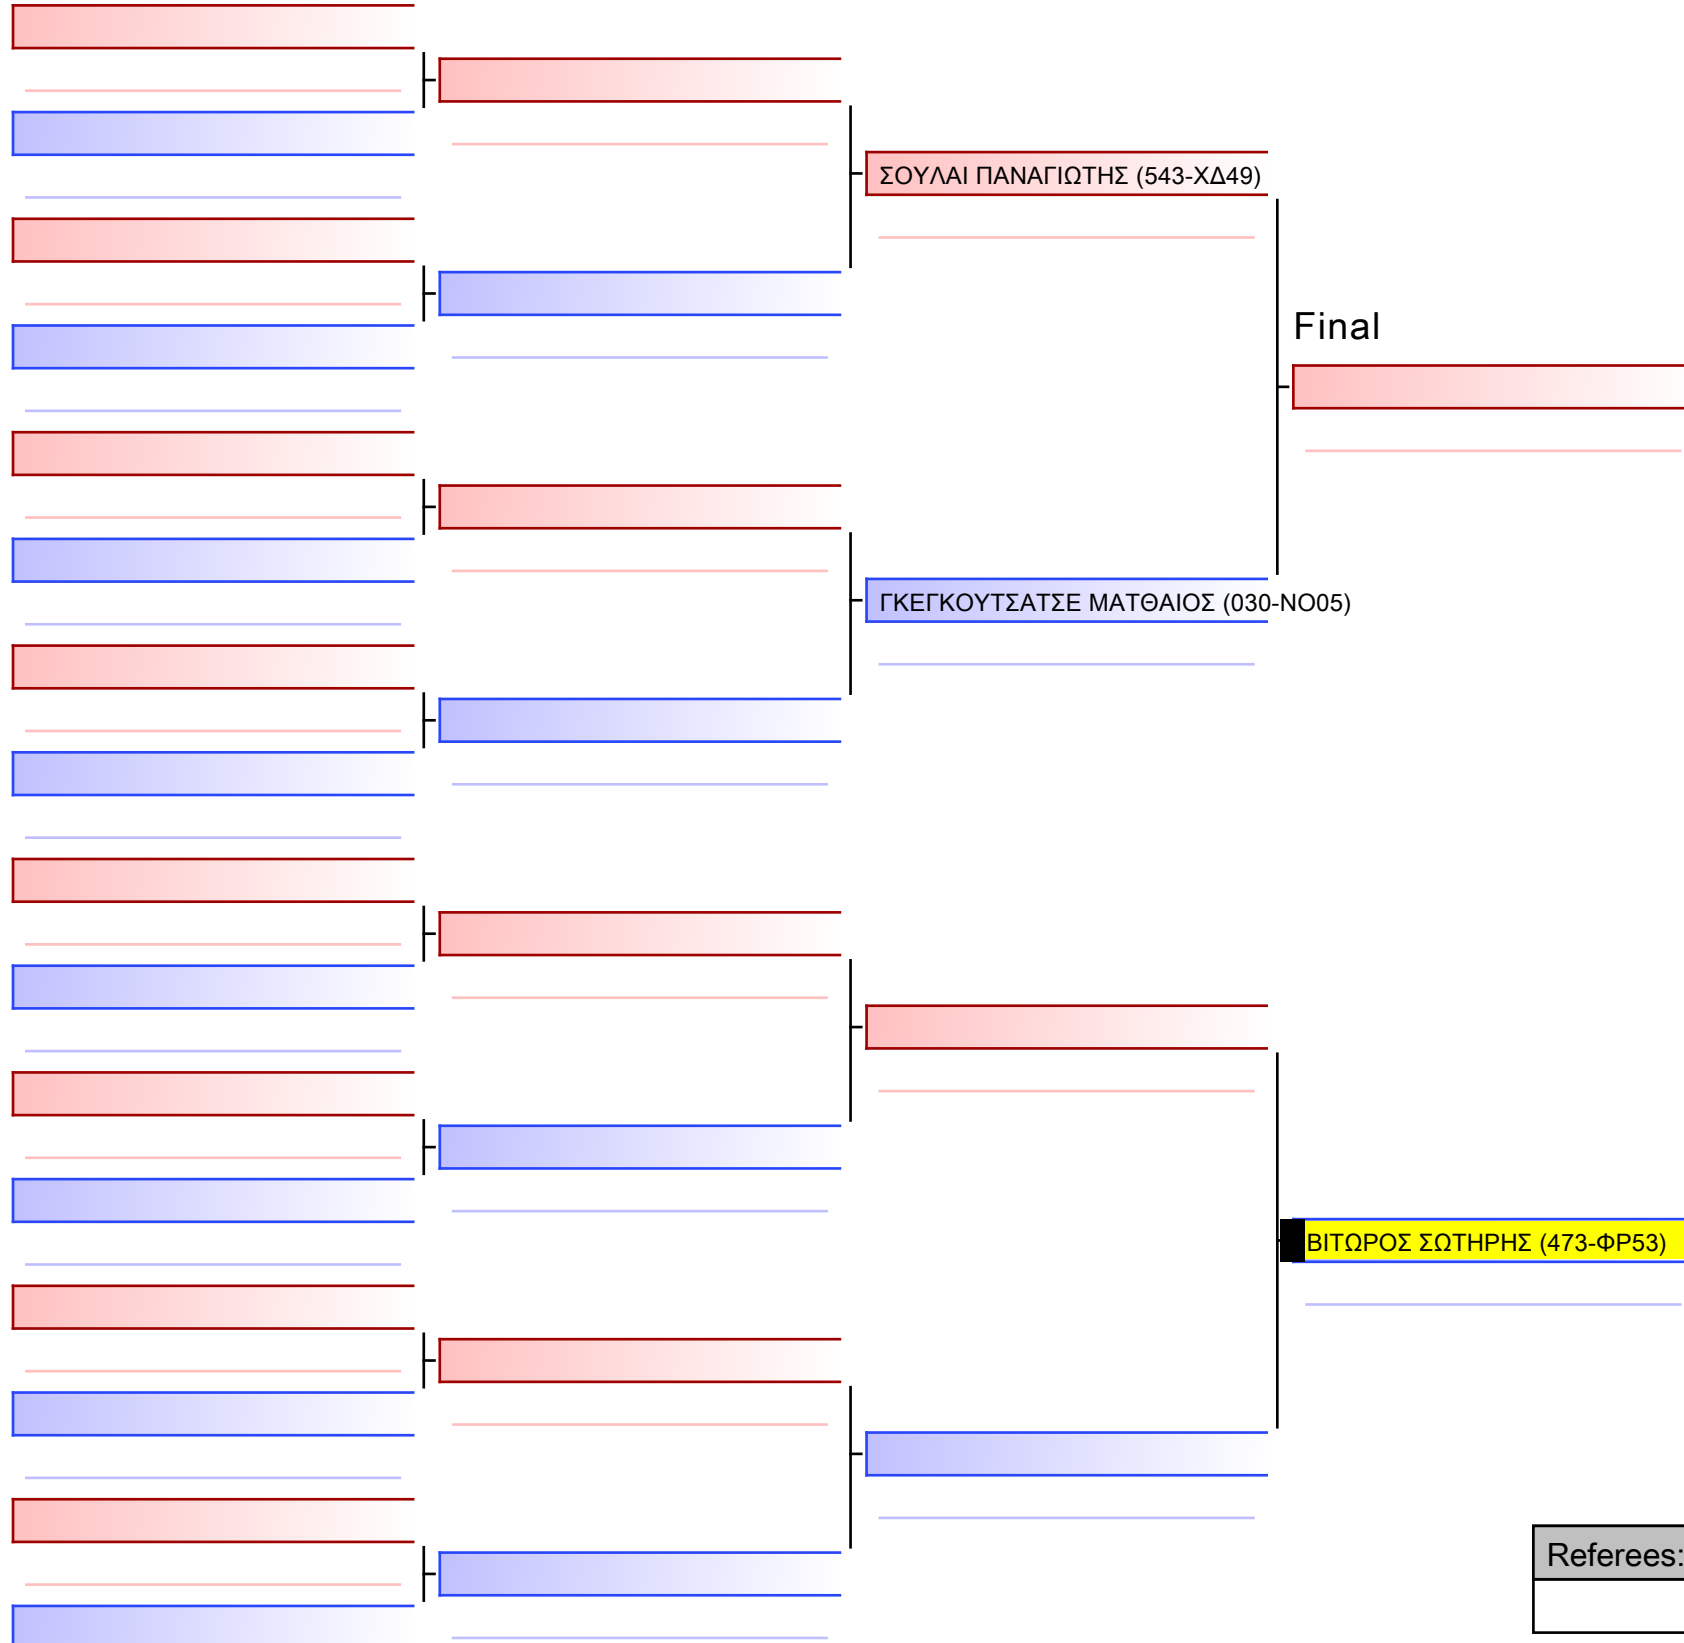 ΣΟΥΛΑΙ ΠΑΝΑΓΙΩΤΗΣ (543-ΧΔ49)
Final
ΓΚΕΓΚΟΥΤΣΑΤΣΕ ΜΑΤΘΑΙΟΣ (030-ΝΟ05)
ΒΙΤΩΡΟΣ ΣΩΤΗΡΗΣ (473-ΦΡ53)
Referees: